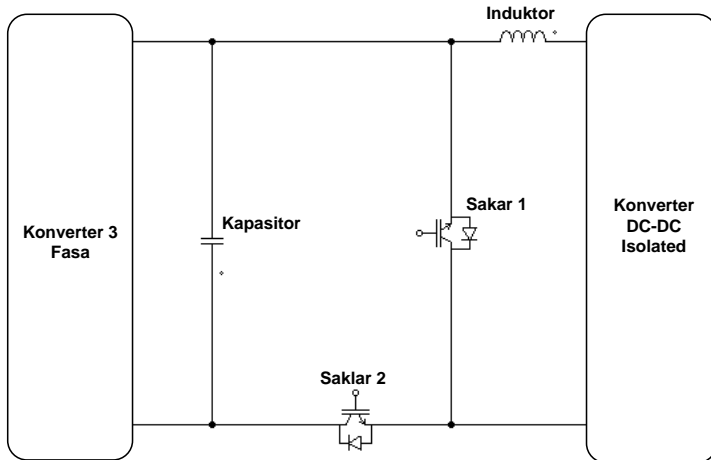 Induktor
Sakar 1
Kapasitor
Konverter 3
Fasa
Konverter
DC-DC
Isolated
Saklar 2